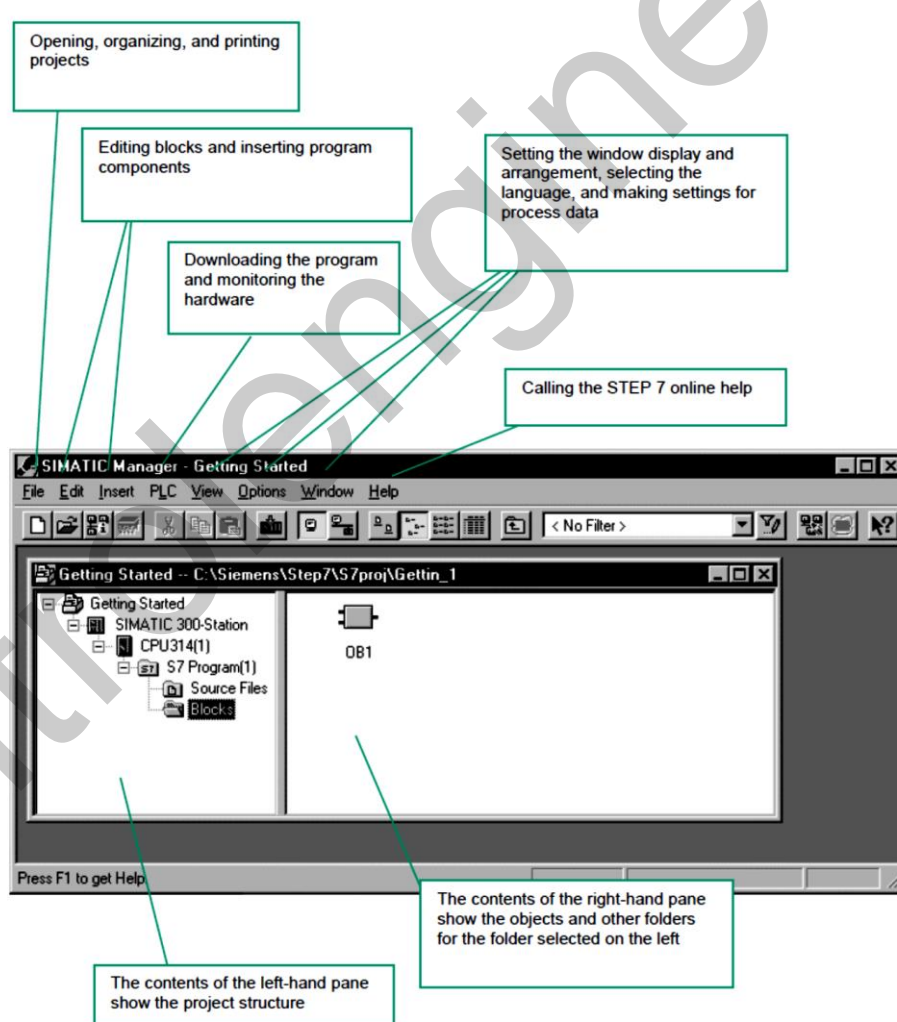 Opening, organizing, and printing
projects
Editing blocks and inserting program
components
Setting the window display and
arrangement, selecting the
language, and making settings for
process data
Downloading the program
and monitoring the
hardware
Calling the STEP 7 online help
SIMATIC Manager - Getting Started
File Edit Insert PLC View Options Window Help
< No Filter >
Getting Started -- C:\Siemens\Step7\S7proj\Gettin_1
Getting Started
SIMATIC 300-Station
CPU314(1)
S7 Program(1)
Source Files
Blocks
OB1
Press F1 to get Help
The contents of the right-hand pane
show the objects and other folders
for the folder selected on the left
The contents of the left-hand pane
show the project structure